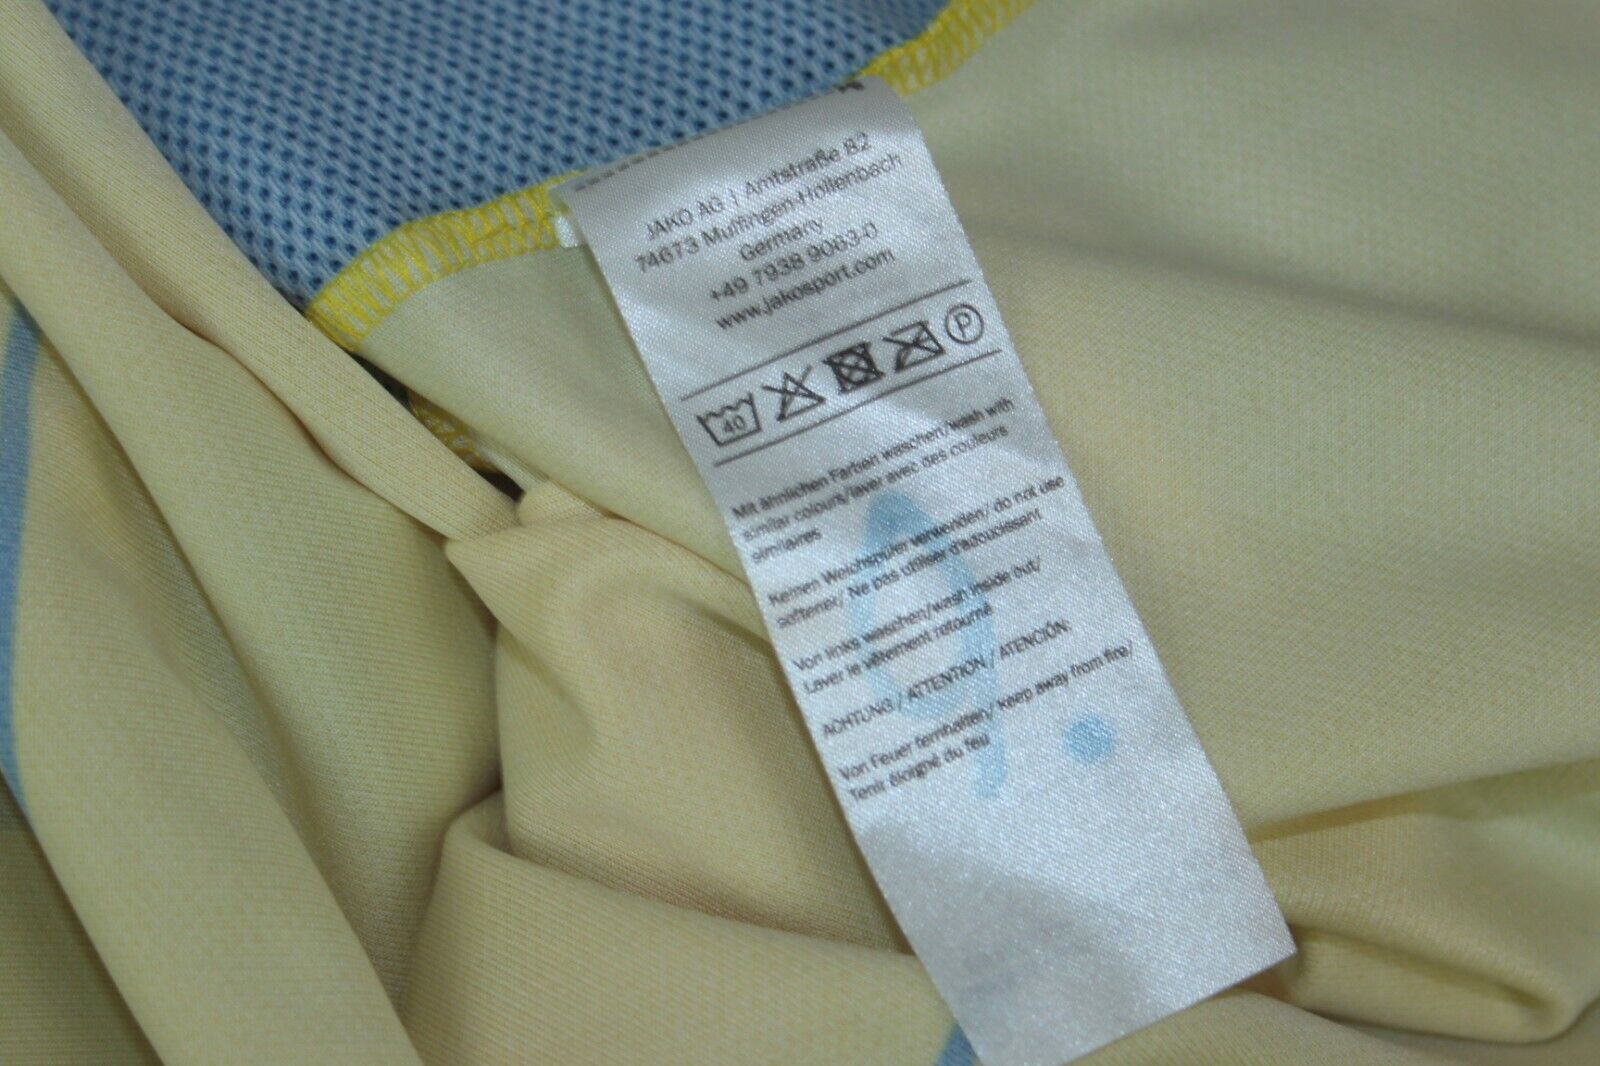 JAKO AG | Amtstraße 82
74673 Mulfingen-Hollenbach
Germany
+49 7938 9063-0
www.jakosport.com
40
P
Mit ähnlichen Farben waschen/wash with
similar colours/laver avec des couleurs
similaires
Keinen Weichspüler verwenden/ do not use
softener/ Ne pas utiliser d'adoucissant
Von links waschen/wash inside out/
Laver le vêtement retourné
ACHTUNG / ATTENTION / ATENCIÓN:
Von Feuer fernhalten/ Keep away from fire/
Tenir éloigné du feu